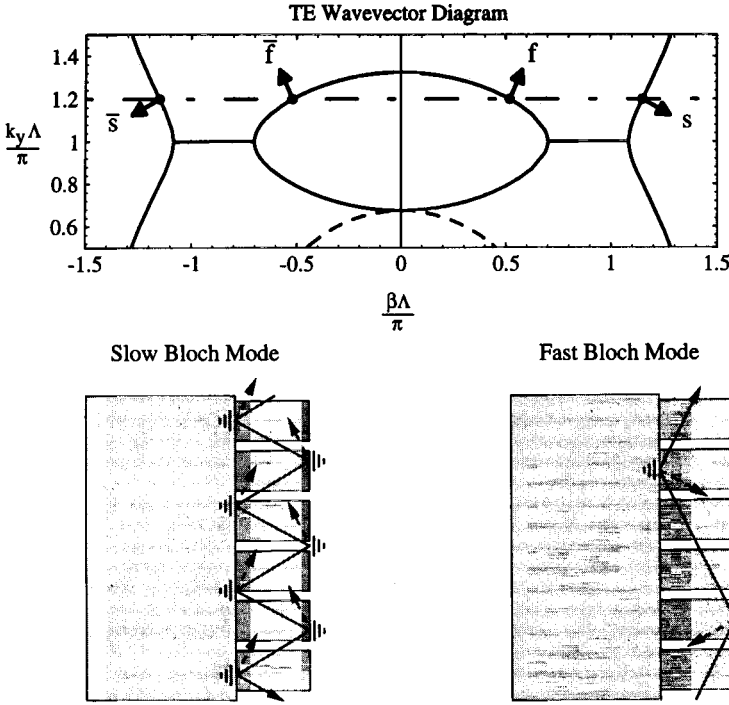 TE Wavevector Diagram
1.4
1.2
1
0.8
0.6
k_yΛ
π
f̄
f
s̄
s
-1.5
-1
-0.5
0
0.5
1
1.5
βΛ
π
Slow Bloch Mode
Fast Bloch Mode